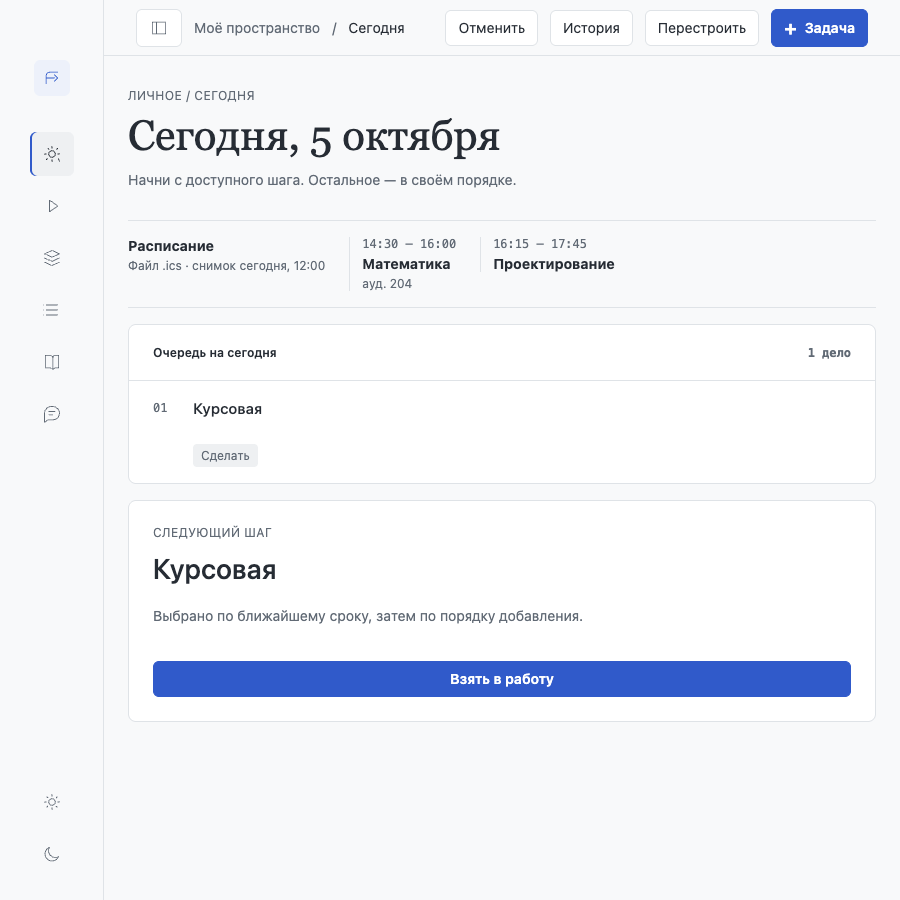 Моё пространство / Сегодня
Отменить
История
Перестроить
+ Задача
ЛИЧНОЕ / СЕГОДНЯ
Сегодня, 5 октября
Начни с доступного шага. Остальное — в своём порядке.
Расписание
Файл .ics · снимок сегодня, 12:00
14:30 — 16:00
Математика
ауд. 204
16:15 — 17:45
Проектирование
Очередь на сегодня
1 дело
01
Курсовая
Сделать
СЛЕДУЮЩИЙ ШАГ
Курсовая
Выбрано по ближайшему сроку, затем по порядку добавления.
Взять в работу